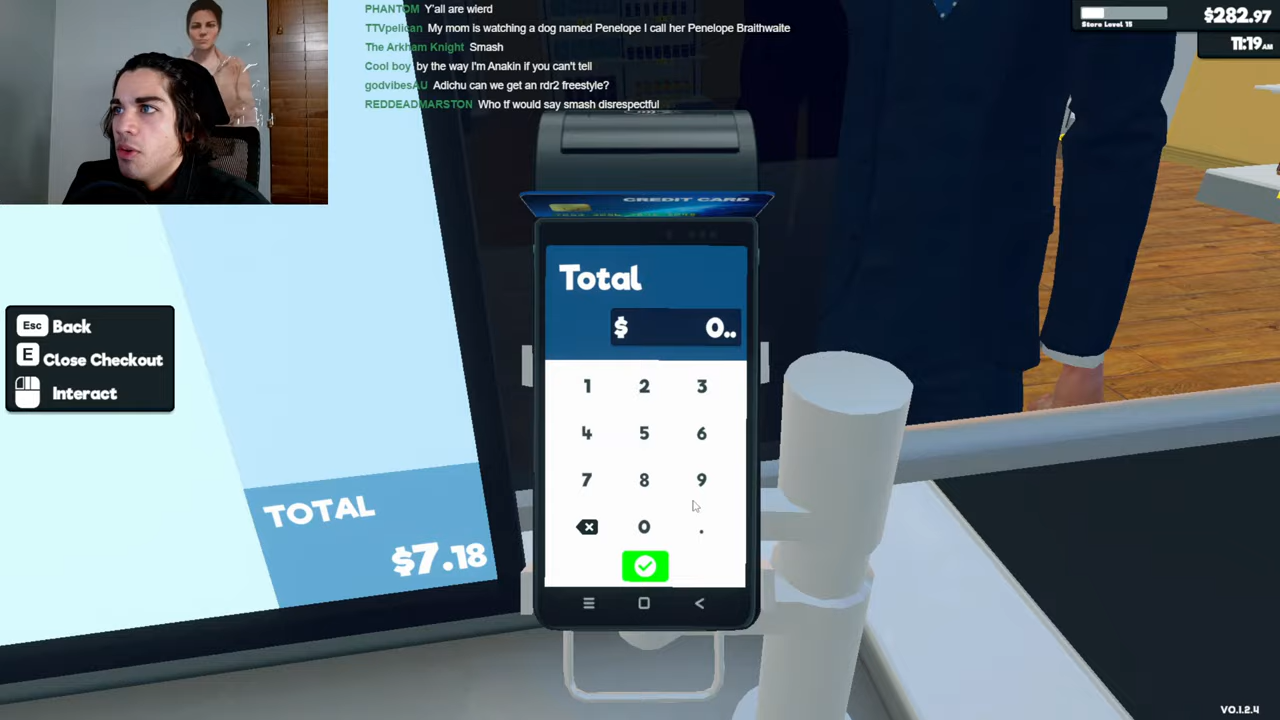 PHANTOM Y'all are wierd
TTVpelican My mom is watching a dog named Penelope I call her Penelope Braithwaite
The Arkham Knight Smash
Cool boy by the way I'm Anakin if you can't tell
godvibesAU Adichu can we get an rdr2 freestyle?
REDDEADMARSTON Who tf would say smash disrespectful
$282.97
Store Level 15
11:19AM
CREDIT CARD
Total
$ 0..
Esc Back
E Close Checkout
Interact
1 2 3
4 5 6
7 8 9
0 .
TOTAL
$7.18
V0.1.2.4